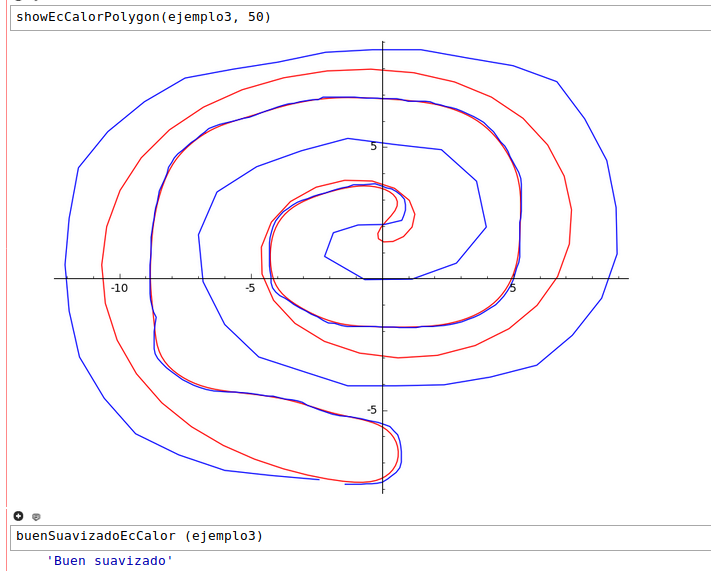 showEcCalorPolygon(ejemplo3, 50)
5
-10
-5
5
-5
buenSuavizadoEcCalor (ejemplo3)
'Buen suavizado'